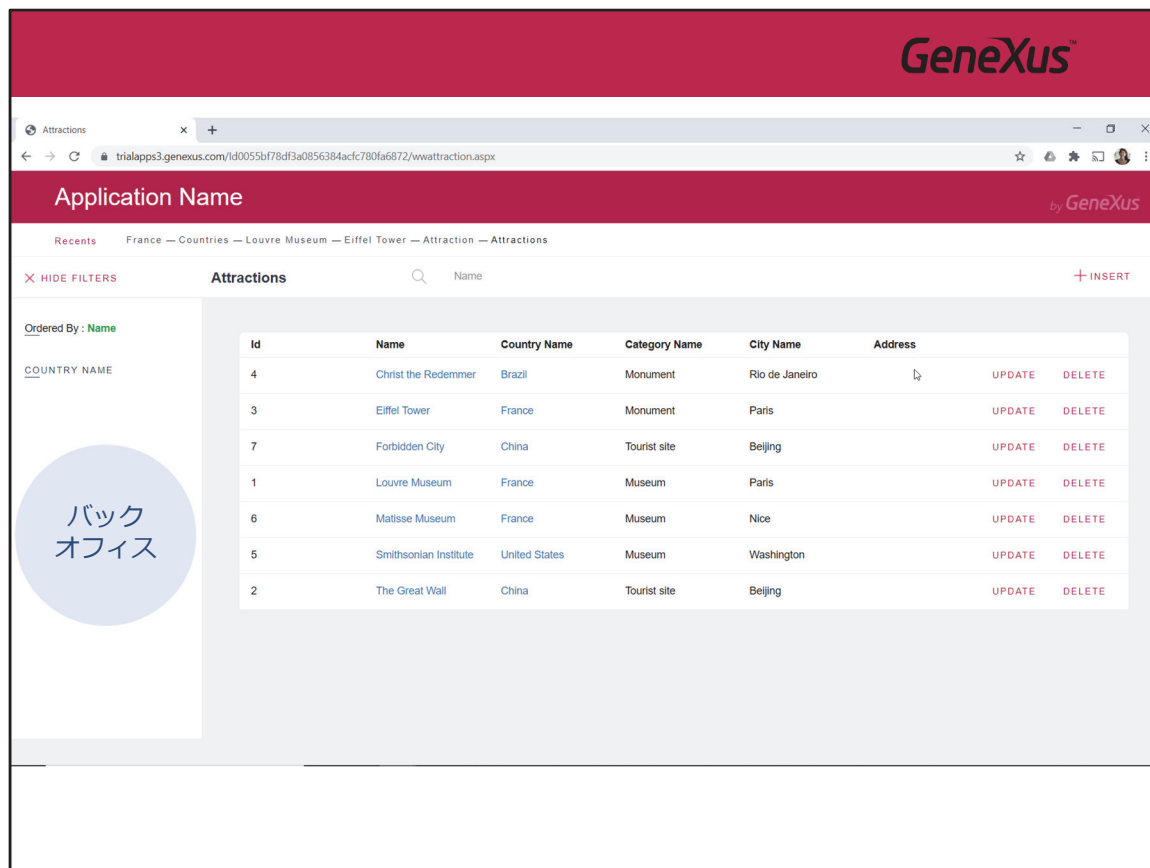 GeneXus™
Attractions
trialapps3.genexus.com/Id0055bf78df3a0856384acfc780fa6872/wwattraction.aspx
Application Name
by GeneXus
Recents France — Countries — Louvre Museum — Eiffel Tower — Attraction — Attractions
HIDE FILTERS Attractions Name INSERT
Ordered By : Name
COUNTRY NAME
Id Name Country Name Category Name City Name Address
4 Christ the Redemmer Brazil Monument Rio de Janeiro UPDATE DELETE
3 Eiffel Tower France Monument Paris UPDATE DELETE
7 Forbidden City China Tourist site Beijing UPDATE DELETE
1 Louvre Museum France Museum Paris UPDATE DELETE
6 Matisse Museum France Museum Nice UPDATE DELETE
5 Smithsonian Institute United States Museum Washington UPDATE DELETE
2 The Great Wall China Tourist site Beijing UPDATE DELETE
バック
オフィス